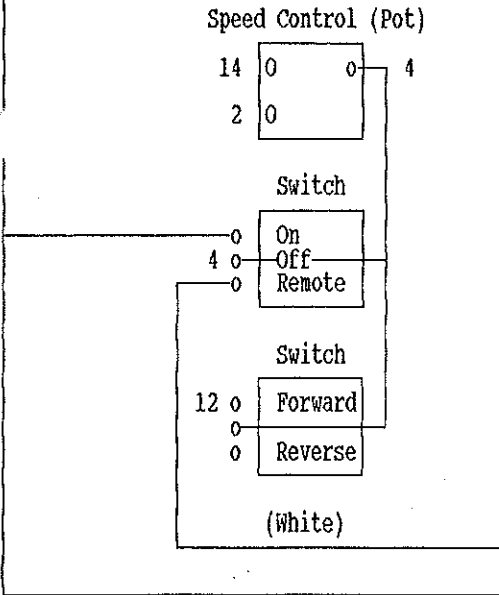 Speed Control (Pot)
14 O o 4
2 O
Switch
o On
4 o Off
o Remote
Switch
12 o Forward
o
o Reverse
(White)